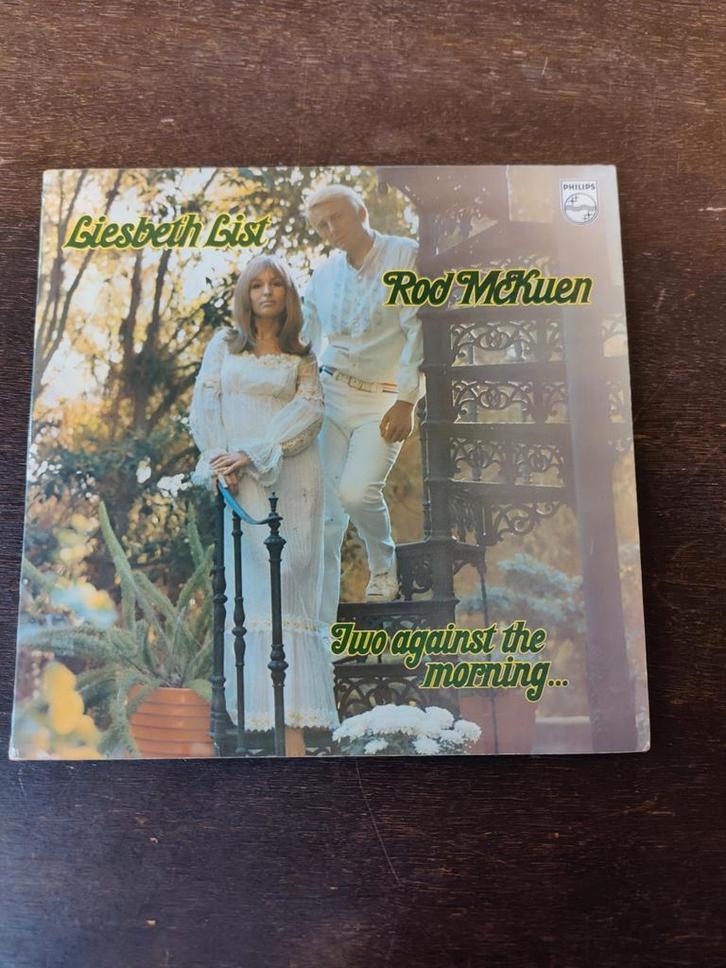 PHILIPS
Liesbeth List
Rod McKuen
Two against the
morning...